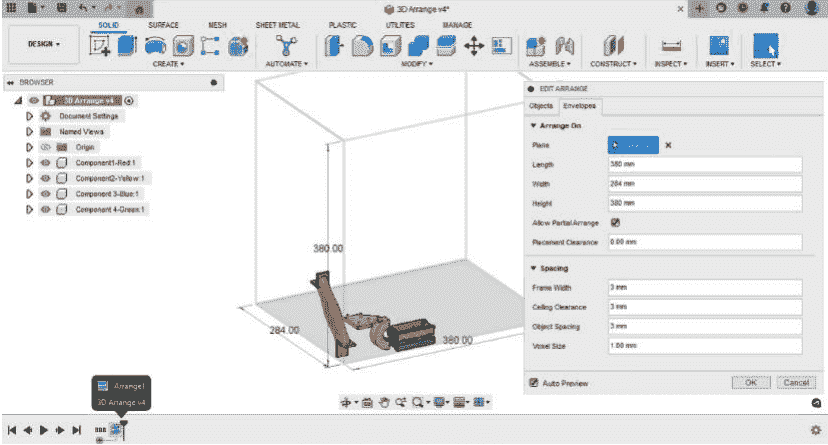 3D Arrange v4*
SOLID SURFACE MESH SHEET METAL PLASTIC UTILITIES MANAGE
DESIGN
CREATE AUTOMATE MODIFY ASSEMBLE CONSTRUCT INSPECT INSERT SELECT
BROWSER
3D Arrange v4
Document Settings
Named Views
Origin
Component1-Red:1
Component2-Yellow:1
Component 3-Blue:1
Component 4-Green:1
380.00
284.00
380.00
EDIT ARRANGE
Objects Envelopes
Arrange On
Plane
Length 380 mm
Width 284 mm
Height 380 mm
Allow Partial Arrange
Placement Clearance 0.00 mm
Spacing
Frame Width 3 mm
Ceiling Clearance 3 mm
Object Spacing 3 mm
Voxel Size 1.00 mm
Auto Preview OK Cancel
Arrange1
3D Arrange v4